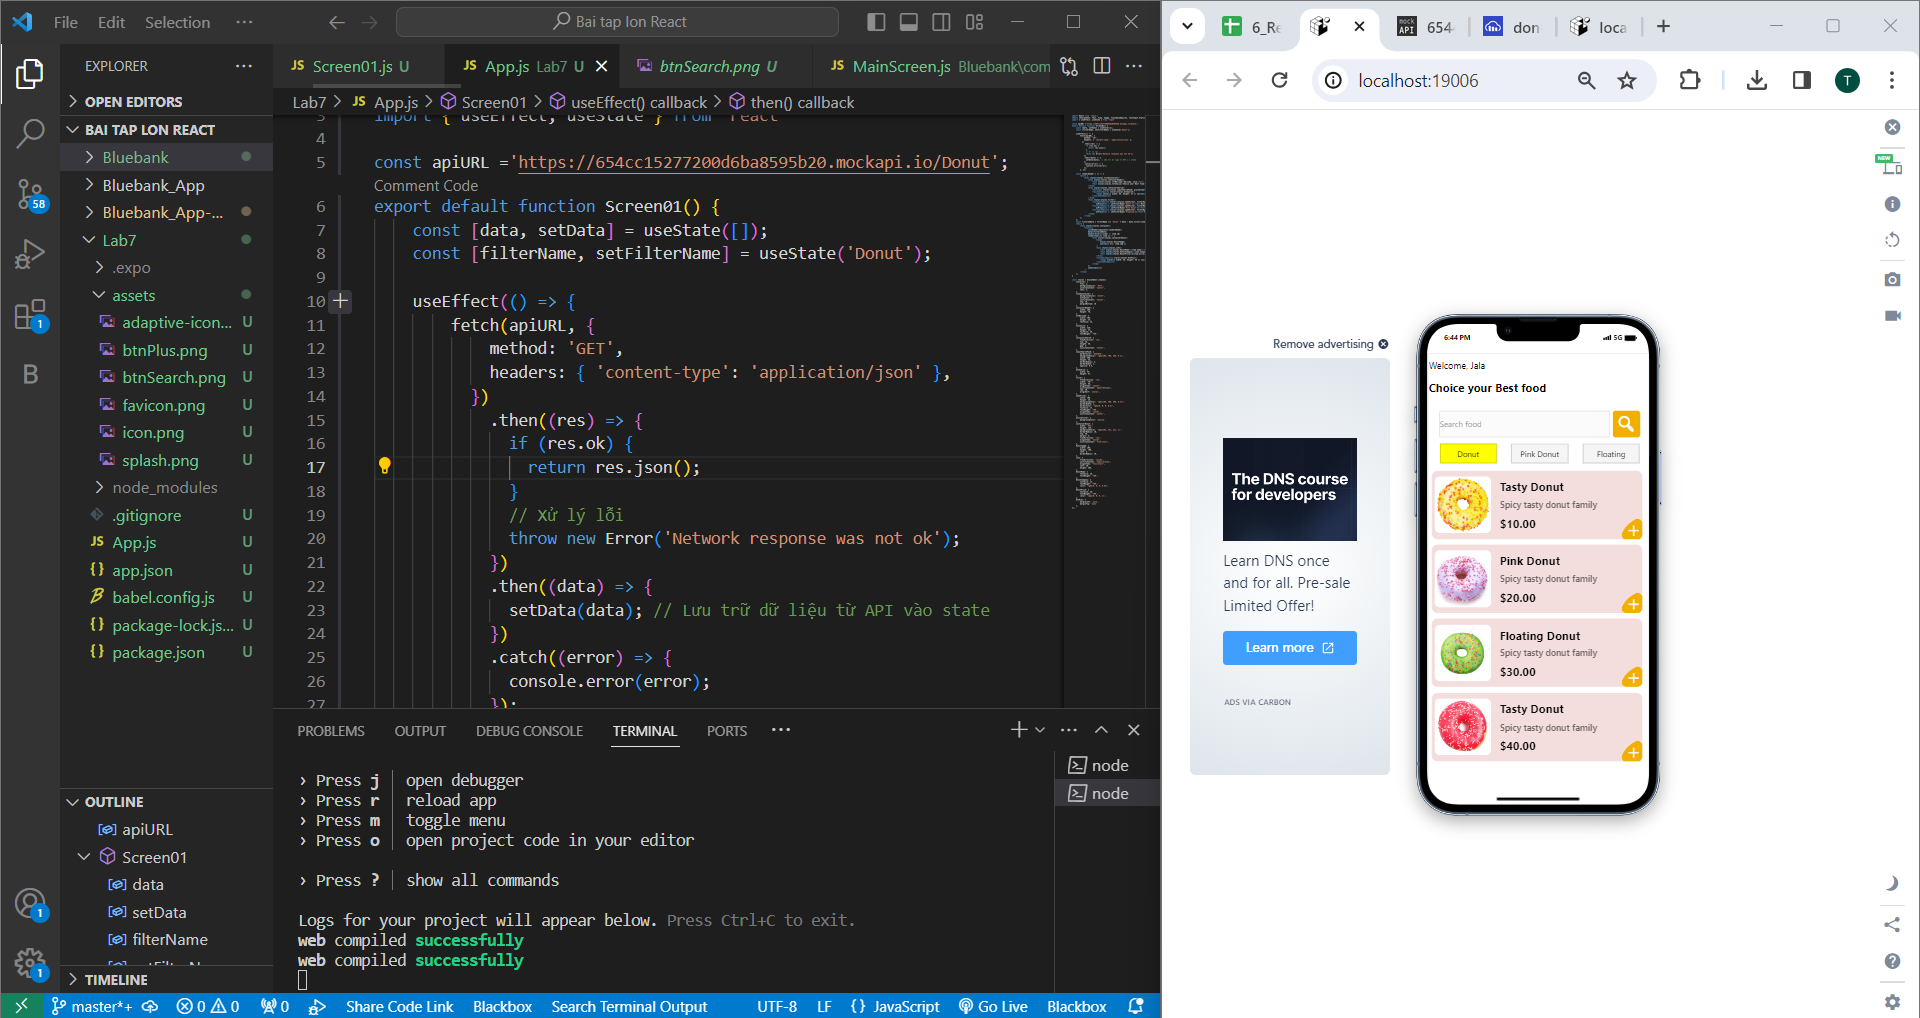 File Edit Selection ···
Bai tap lon React
EXPLORER
OPEN EDITORS
BAI TAP LON REACT
Bluebank
Bluebank_App
Bluebank_App-...
Lab7
.expo
assets
adaptive-icon... U
btnPlus.png U
btnSearch.png U
favicon.png U
icon.png U
splash.png U
node_modules
.gitignore U
JS App.js U
{} app.json U
babel.config.js U
{} package-lock.js... U
{} package.json U
OUTLINE
apiURL
Screen01
data
setData
filterName
TIMELINE
58
1
B
1
1
JS Screen01.js U
JS App.js Lab7 U
btnSearch.png U
JS MainScreen.js Bluebank\com
Lab7 > JS App.js > Screen01 > useEffect() callback > then() callback
3 import { useEffect, useState } from 'react'
4
5 const apiURL ='https://654cc15277200d6ba8595b20.mockapi.io/Donut';
Comment Code
6 export default function Screen01() {
7 const [data, setData] = useState([]);
8 const [filterName, setFilterName] = useState('Donut');
9
10 useEffect(() => {
11 fetch(apiURL, {
12 method: 'GET',
13 headers: { 'content-type': 'application/json' },
14 })
15 .then((res) => {
16 if (res.ok) {
17 return res.json();
18 }
19 // Xử lý lỗi
20 throw new Error('Network response was not ok');
21 })
22 .then((data) => {
23 setData(data); // Lưu trữ dữ liệu từ API vào state
24 })
25 .catch((error) => {
26 console.error(error);
27 });
PROBLEMS OUTPUT DEBUG CONSOLE TERMINAL PORTS ···
› Press j │ open debugger
› Press r │ reload app
› Press m │ toggle menu
› Press o │ open project code in your editor
› Press ? │ show all commands
Logs for your project will appear below. Press Ctrl+C to exit.
web compiled successfully
web compiled successfully
node
node
master*+ 0 0 0 Share Code Link Blackbox Search Terminal Output UTF-8 LF {} JavaScript Go Live Blackbox
6_Re
mock API 654
don
loca
localhost:19006
T
NEW
Remove advertising
The DNS course
for developers
Learn DNS once
and for all. Pre-sale
Limited Offer!
Learn more
ADS VIA CARBON
6:44 PM 5G
Welcome, Jala
Choice your Best food
Search food
Donut Pink Donut Floating
Tasty Donut
Spicy tasty donut family
$10.00
Pink Donut
Spicy tasty donut family
$20.00
Floating Donut
Spicy tasty donut family
$30.00
Tasty Donut
Spicy tasty donut family
$40.00